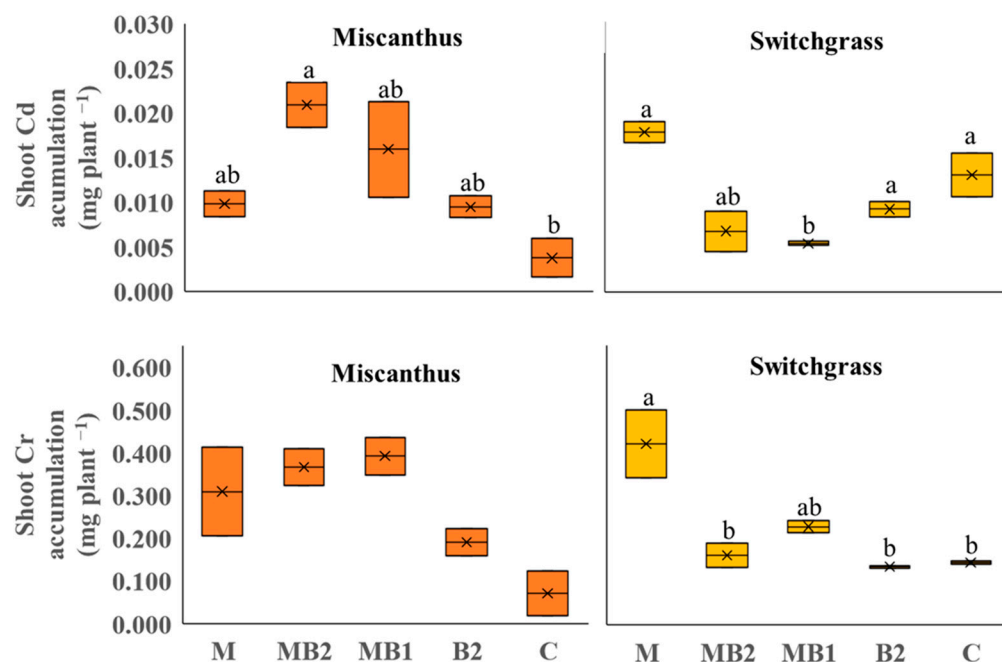 Miscanthus
Switchgrass
Shoot Cd
acumulation
(mg plant ⁻¹)
0.030
0.025
0.020
0.015
0.010
0.005
0.000
ab
a
ab
ab
b
a
ab
b
a
a
Miscanthus
Switchgrass
Shoot Cr
accumulation
(mg plant ⁻¹)
0.600
0.500
0.400
0.300
0.200
0.100
0.000
a
b
ab
b
b
M MB2 MB1 B2 C
M MB2 MB1 B2 C